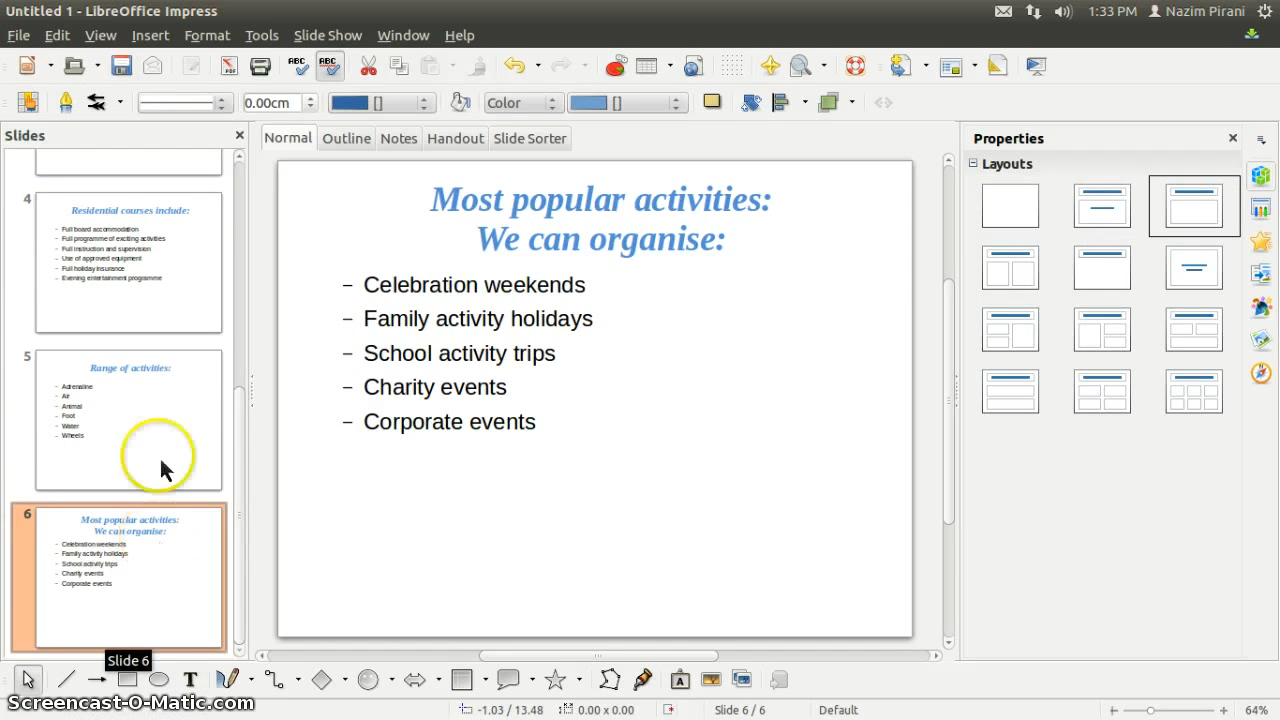 Untitled 1 - LibreOffice Impress
1:33 PM
Nazim Pirani
File Edit View Insert Format Tools Slide Show Window Help
0.00cm
[]
Color
[]
Slides
Normal Outline Notes Handout Slide Sorter
Properties
Layouts
4
Residential courses include:
– Full board accommodation
– Full programme of exciting activities
– Full instruction and supervision
– Use of approved equipment
– Full holiday insurance
– Evening entertainment programme
5
Range of activities:
– Adrenaline
– Air
– Animal
– Foot
– Water
– Wheels
6
Most popular activities:
We can organise:
– Celebration weekends
– Family activity holidays
– School activity trips
– Charity events
– Corporate events
Slide 6
Most popular activities:
We can organise:
– Celebration weekends
– Family activity holidays
– School activity trips
– Charity events
– Corporate events
Screencast-O-Matic.com
-1.03 / 13.48
0.00 x 0.00
Slide 6 / 6
Default
64%